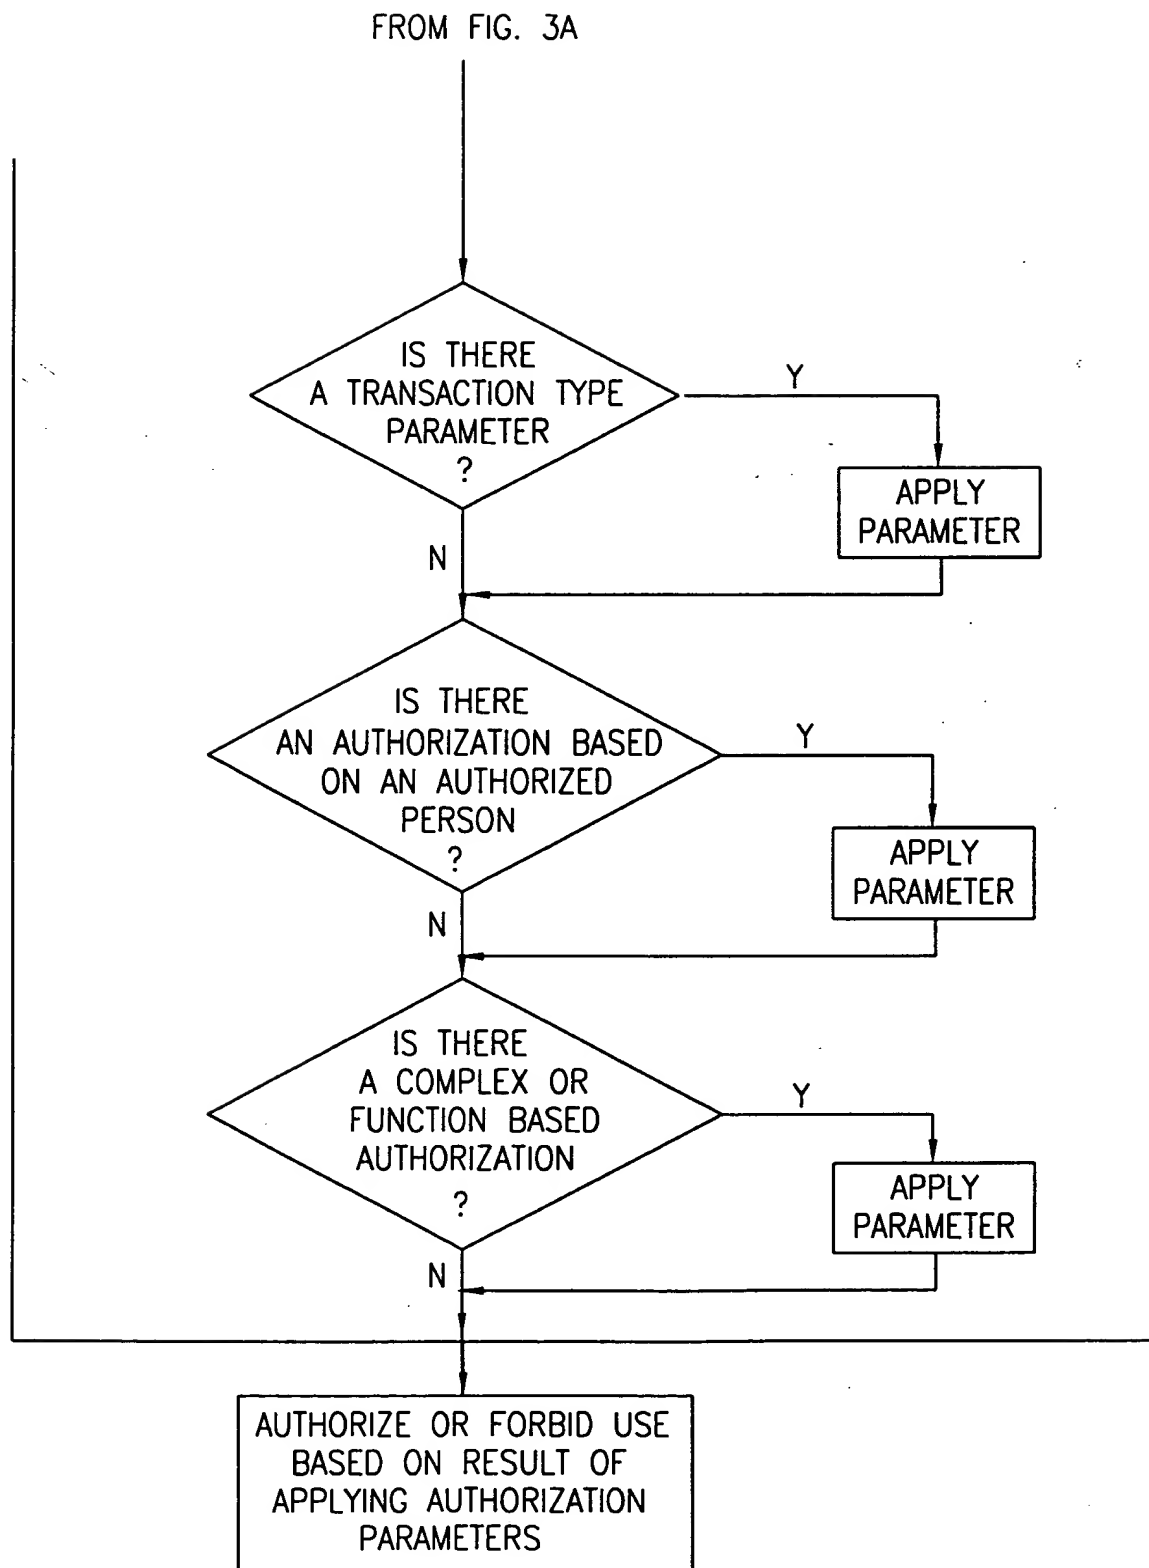 FROM FIG. 3A
IS THERE
A TRANSACTION TYPE
PARAMETER
?
Y
APPLY
PARAMETER
N
IS THERE
AN AUTHORIZATION BASED
ON AN AUTHORIZED
PERSON
?
Y
APPLY
PARAMETER
N
IS THERE
A COMPLEX OR
FUNCTION BASED
AUTHORIZATION
?
Y
APPLY
PARAMETER
N
AUTHORIZE OR FORBID USE
BASED ON RESULT OF
APPLYING AUTHORIZATION
PARAMETERS